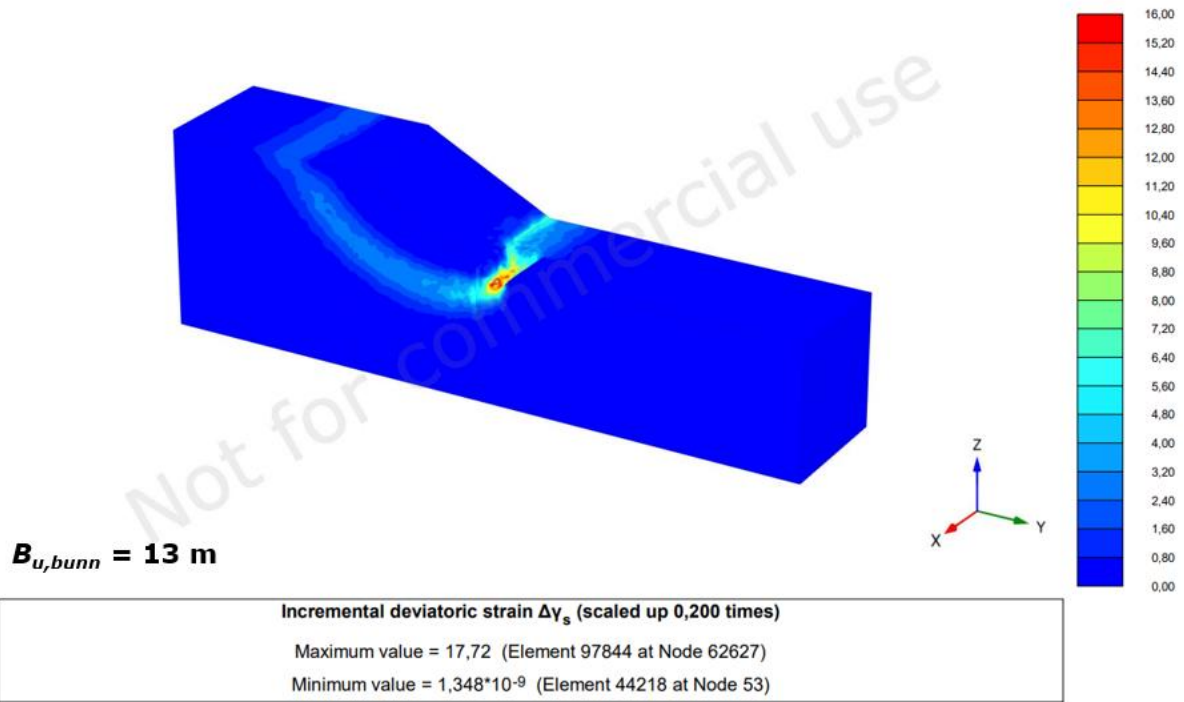 16,00
15,20
14,40
13,60
12,80
12,00
11,20
10,40
9,60
8,80
8,00
7,20
6,40
5,60
4,80
4,00
3,20
2,40
1,60
0,80
0,00
Not for commercial use
Z
X
Y
B_{u,bunn} = 13 m
Incremental deviatoric strain Δγ_s (scaled up 0,200 times)
Maximum value = 17,72 (Element 97844 at Node 62627)
Minimum value = 1,348*10^{-9} (Element 44218 at Node 53)